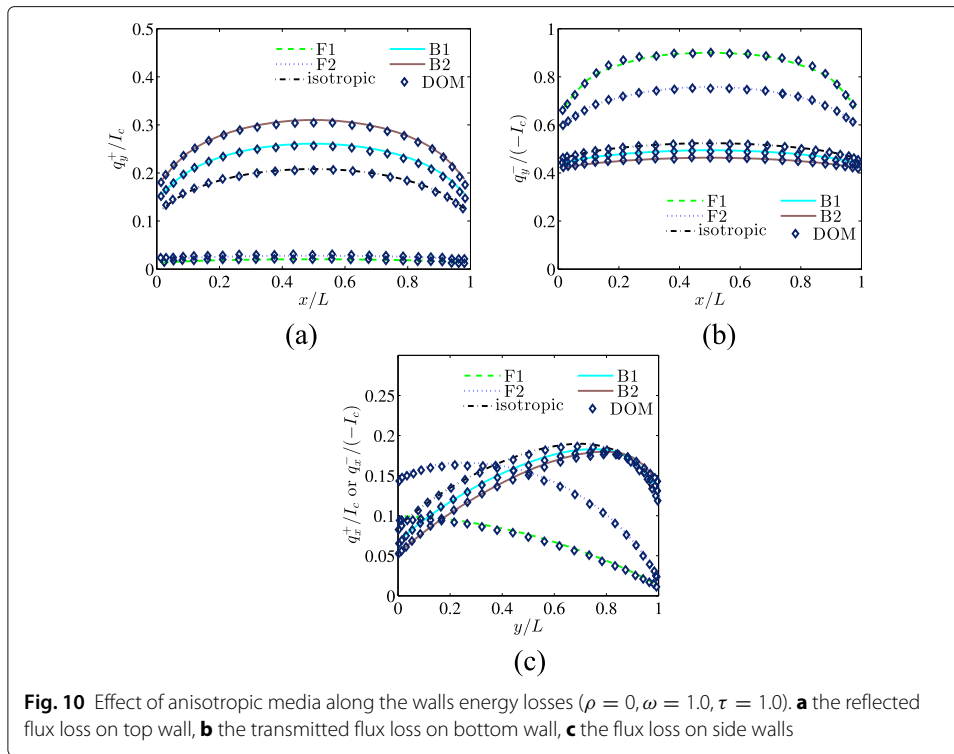 0.5
0.4
0.3
0.2
0.1
0
q_y^+/I_c
F1
F2
isotropic
B1
B2
DOM
0 0.2 0.4 0.6 0.8 1
x/L
(a)
1
0.8
0.6
0.4
0.2
0
q_y^-/(-I_c)
F1
F2
isotropic
B1
B2
DOM
0 0.2 0.4 0.6 0.8 1
x/L
(b)
0.25
0.2
0.15
0.1
0.05
0
q_x^+/I_c or q_x^-/(-I_c)
F1
F2
isotropic
B1
B2
DOM
0 0.2 0.4 0.6 0.8 1
y/L
(c)
Fig. 10 Effect of anisotropic media along the walls energy losses (ρ = 0, ω = 1.0, τ = 1.0). a the reflected
flux loss on top wall, b the transmitted flux loss on bottom wall, c the flux loss on side walls